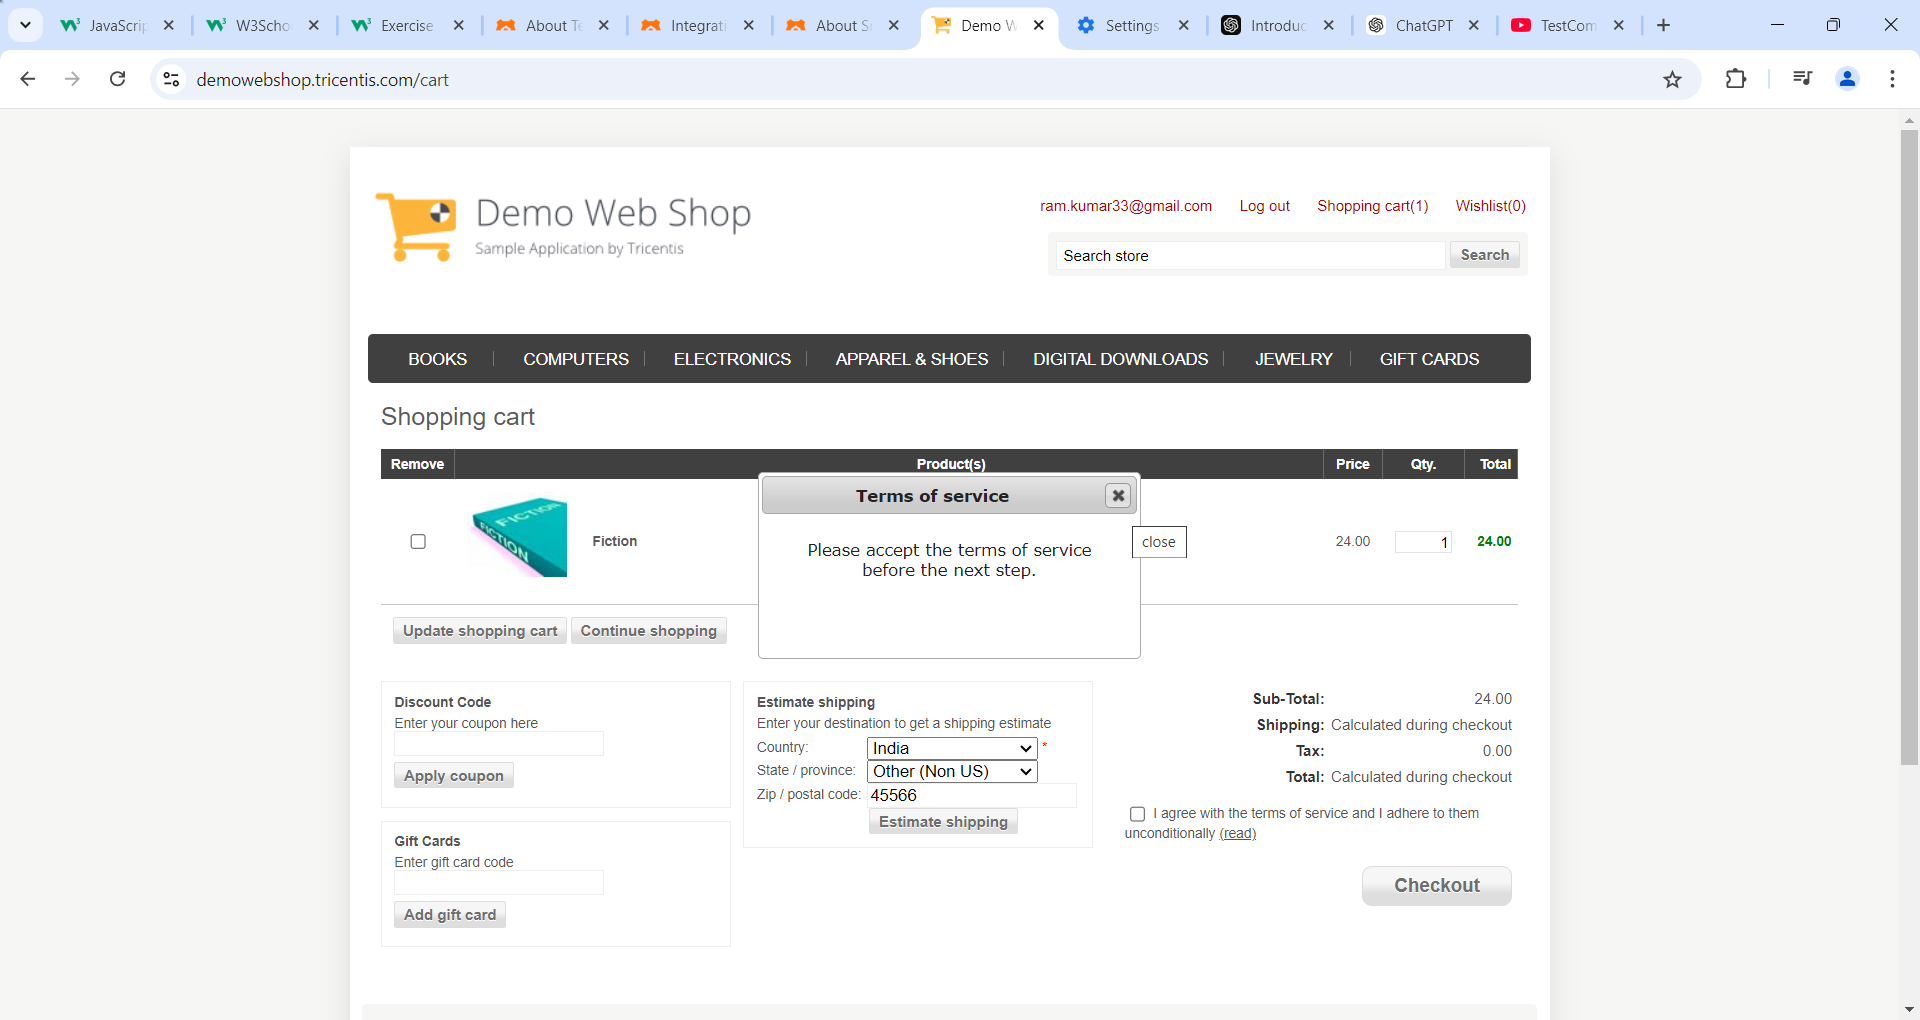 JavaScrip
W3Scho
Exercise
About Te
Integrati
About Si
Demo W
Settings
Introduc
ChatGPT
TestCom
demowebshop.tricentis.com/cart
Demo Web Shop
Sample Application by Tricentis
ram.kumar33@gmail.com Log out Shopping cart(1) Wishlist(0)
Search store Search
BOOKS COMPUTERS ELECTRONICS APPAREL & SHOES DIGITAL DOWNLOADS JEWELRY GIFT CARDS
Shopping cart
Remove Product(s) Price Qty. Total
FICTION
FICTION
Fiction 24.00 1 24.00
Terms of service
close
Please accept the terms of service
before the next step.
Update shopping cart Continue shopping
Discount Code
Enter your coupon here
Apply coupon
Gift Cards
Enter gift card code
Add gift card
Estimate shipping
Enter your destination to get a shipping estimate
Country: India *
State / province: Other (Non US)
Zip / postal code: 45566
Estimate shipping
Sub-Total: 24.00
Shipping: Calculated during checkout
Tax: 0.00
Total: Calculated during checkout
I agree with the terms of service and I adhere to them
unconditionally (read)
Checkout